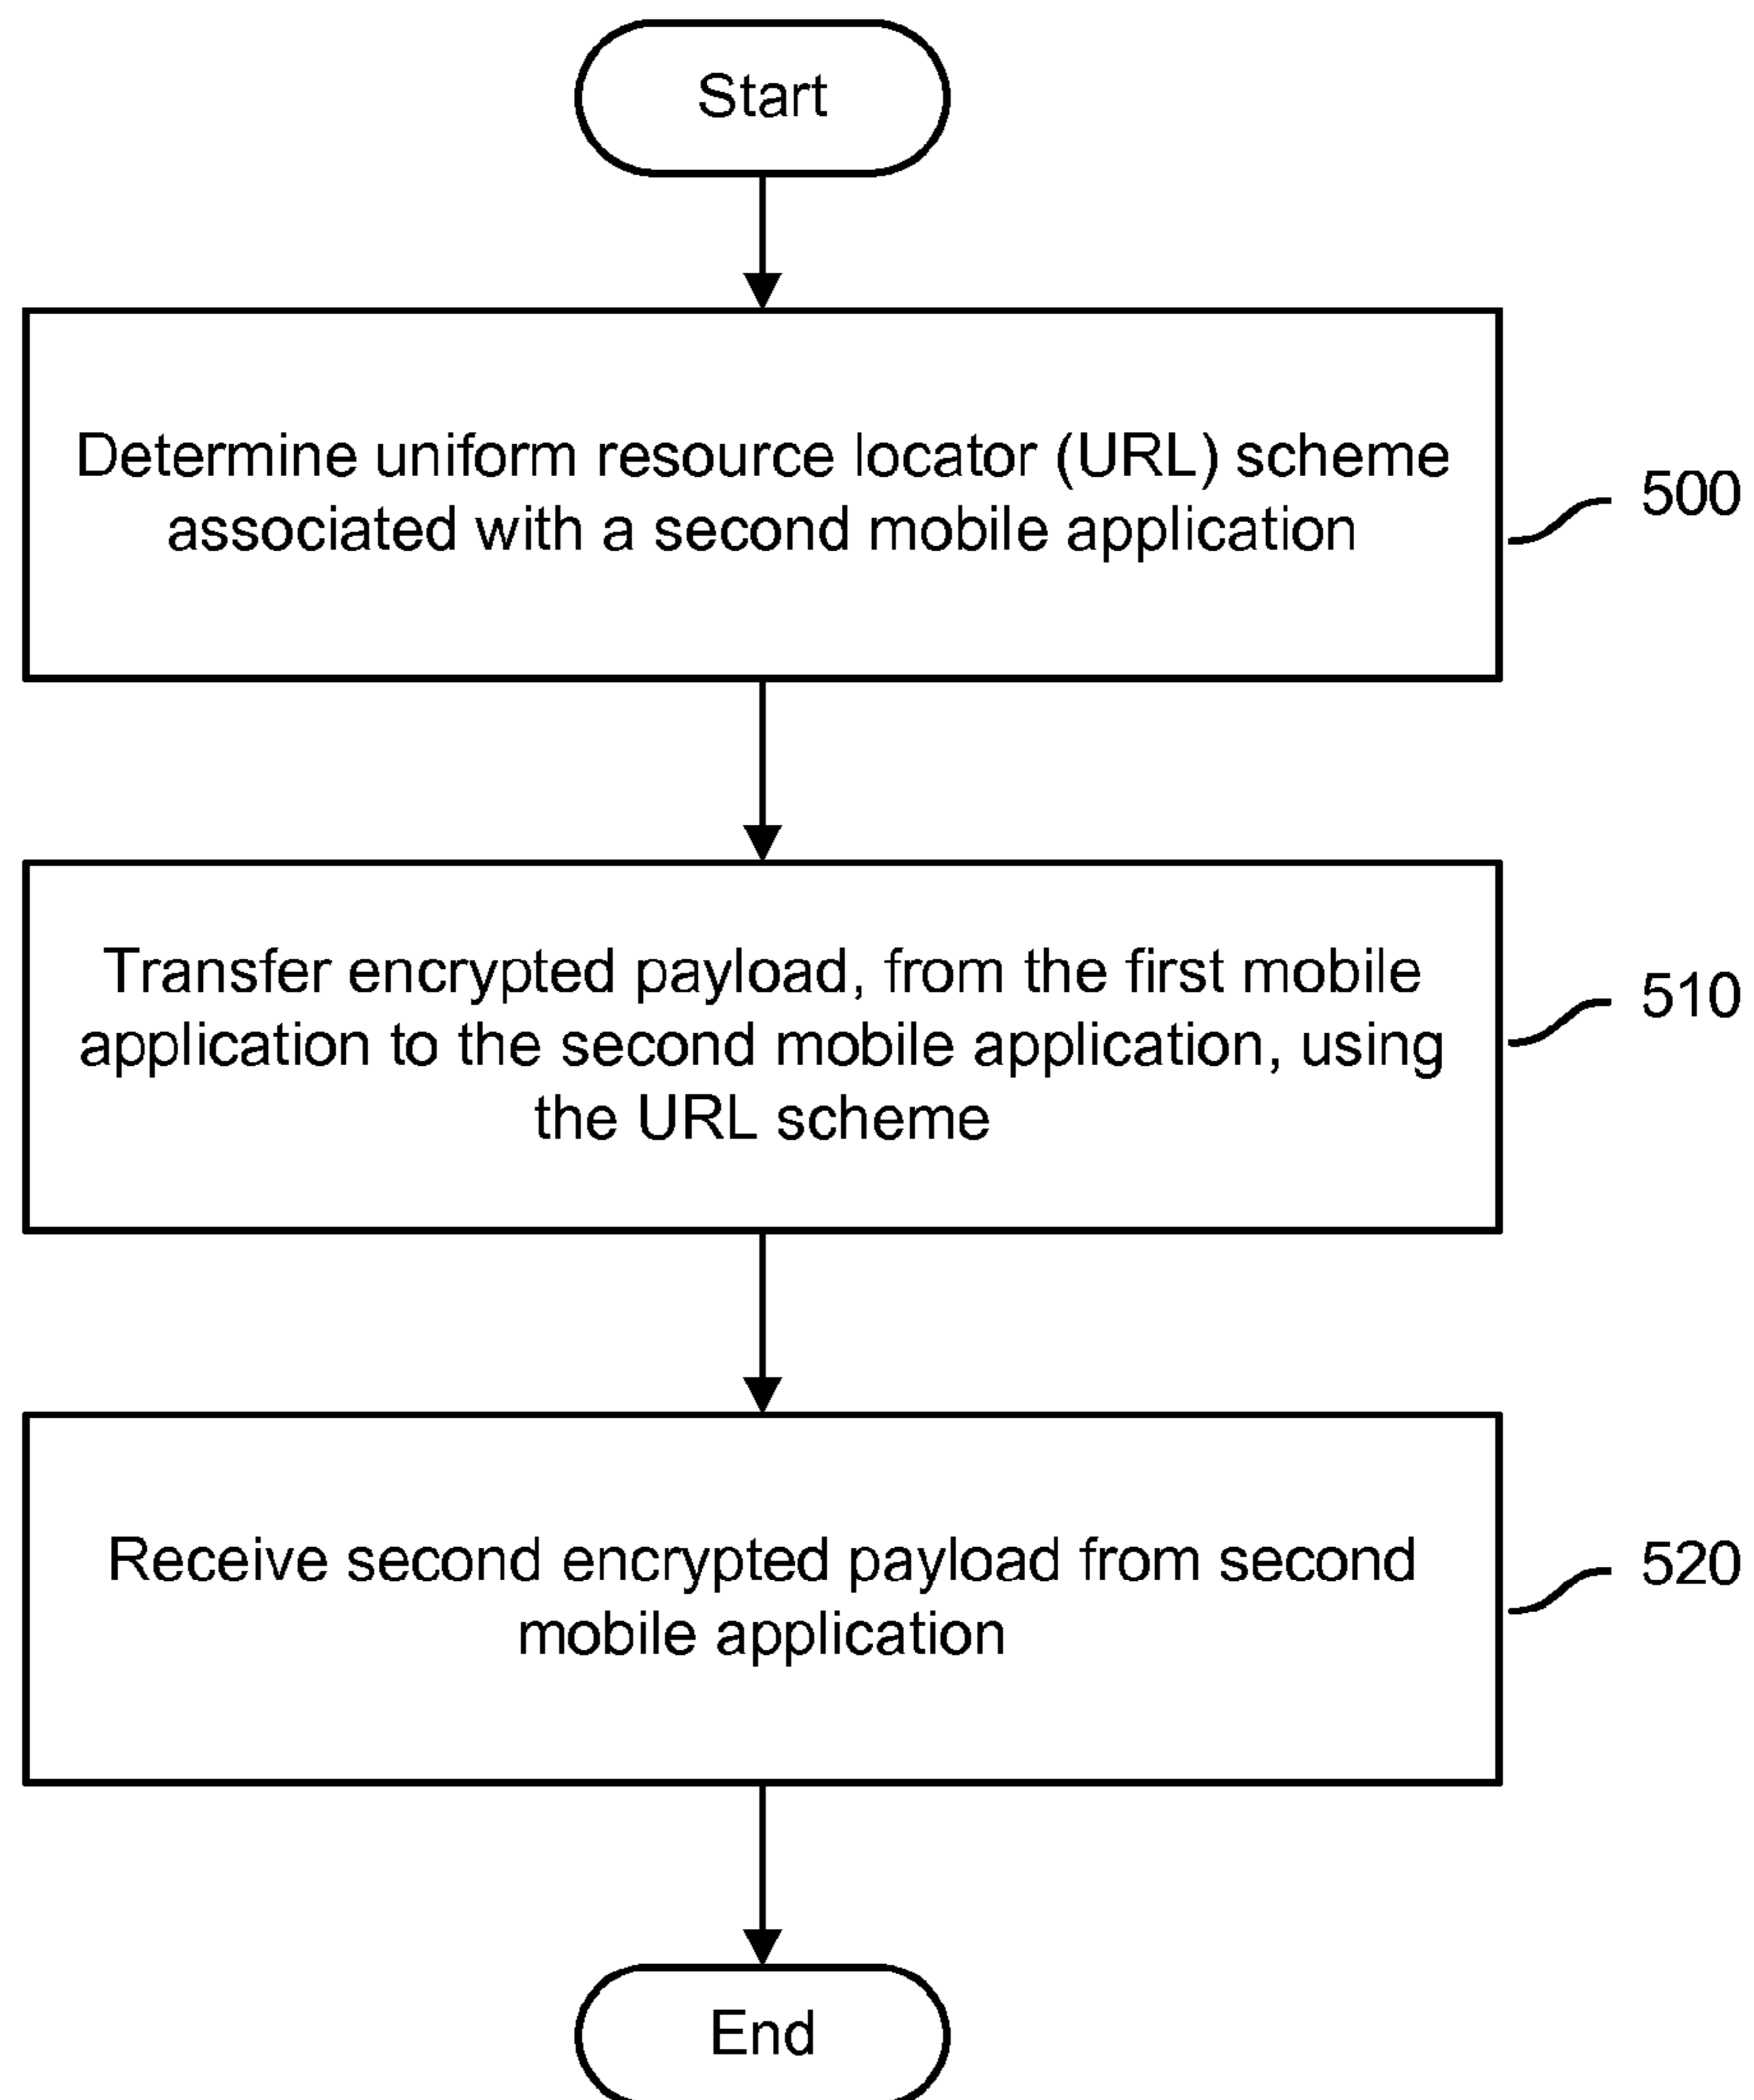 Start
Determine uniform resource locator (URL) scheme
associated with a second mobile application
500
Transfer encrypted payload, from the first mobile
application to the second mobile application, using
the URL scheme
510
Receive second encrypted payload from second
mobile application
520
End